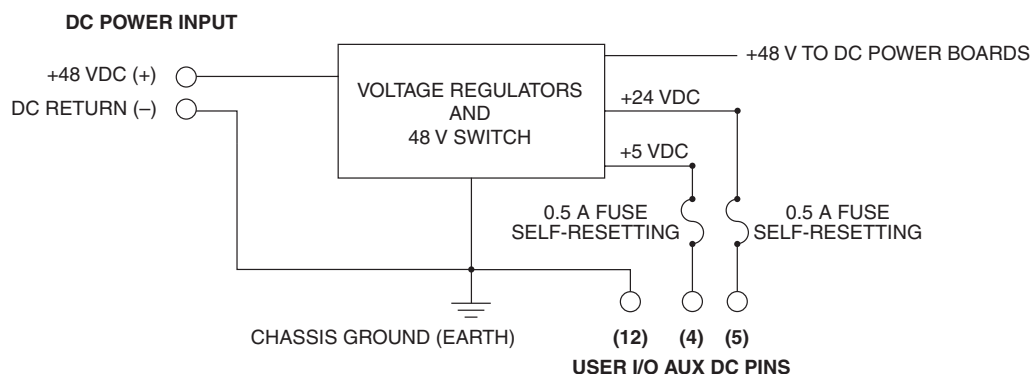 DC POWER INPUT
+48 VDC (+)
DC RETURN (–)
VOLTAGE REGULATORS
AND
48 V SWITCH
+48 V TO DC POWER BOARDS
+24 VDC
+5 VDC
0.5 A FUSE
SELF-RESETTING
0.5 A FUSE
SELF-RESETTING
CHASSIS GROUND (EARTH)
(12) (4) (5)
USER I/O AUX DC PINS